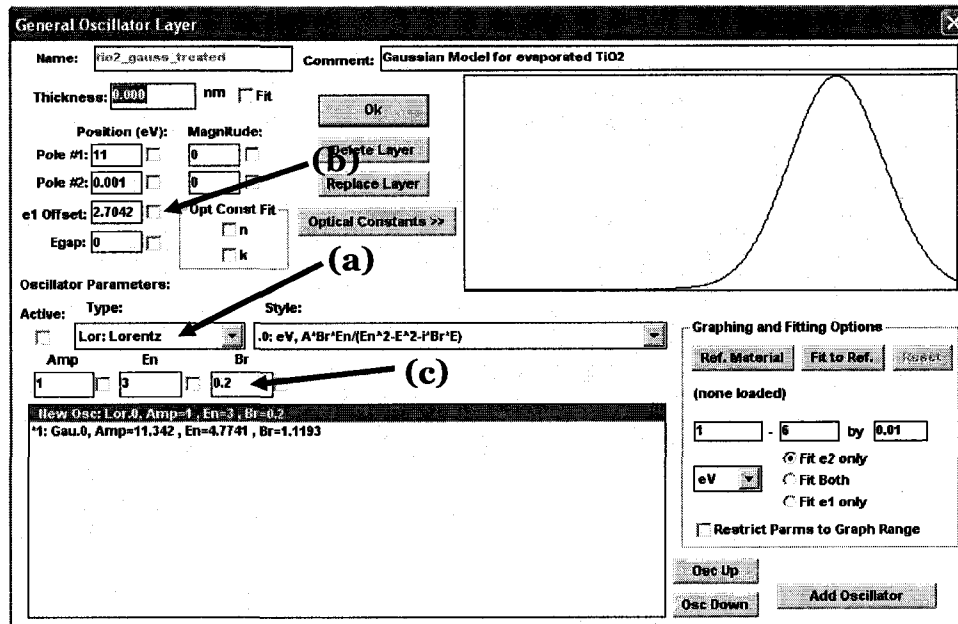 General Oscillator Layer
Name: tio2_gauss_treated Comment: Gaussian Model for evaporated TiO2
Thickness: 0.000 nm Fit
Ok
Position (eV): Magnitude:
Pole #1: 11 0
Delete Layer
(b)
Pole #2: 0.001 0
Replace Layer
e1 Offset: 2.7042 Opt Const Fit
Optical Constants >>
n
Egap: 0
k
(a)
Oscillator Parameters:
Active: Type: Style:
Lor: Lorentz .0: eV, A*Br*En/(En^2-E^2-i*Br*E)
Amp En Br
1 3 0.2
(c)
New Osc: Lor.0, Amp=1 , En=3 , Br=0.2
*1: Gau.0, Amp=11.342 , En=4.7741 , Br=1.1193
Graphing and Fitting Options
Ref. Material Fit to Ref. Reset
(none loaded)
1 - 6 by 0.01
Fit e2 only
eV Fit Both
Fit e1 only
Restrict Parms to Graph Range
Osc Up
Osc Down
Add Oscillator